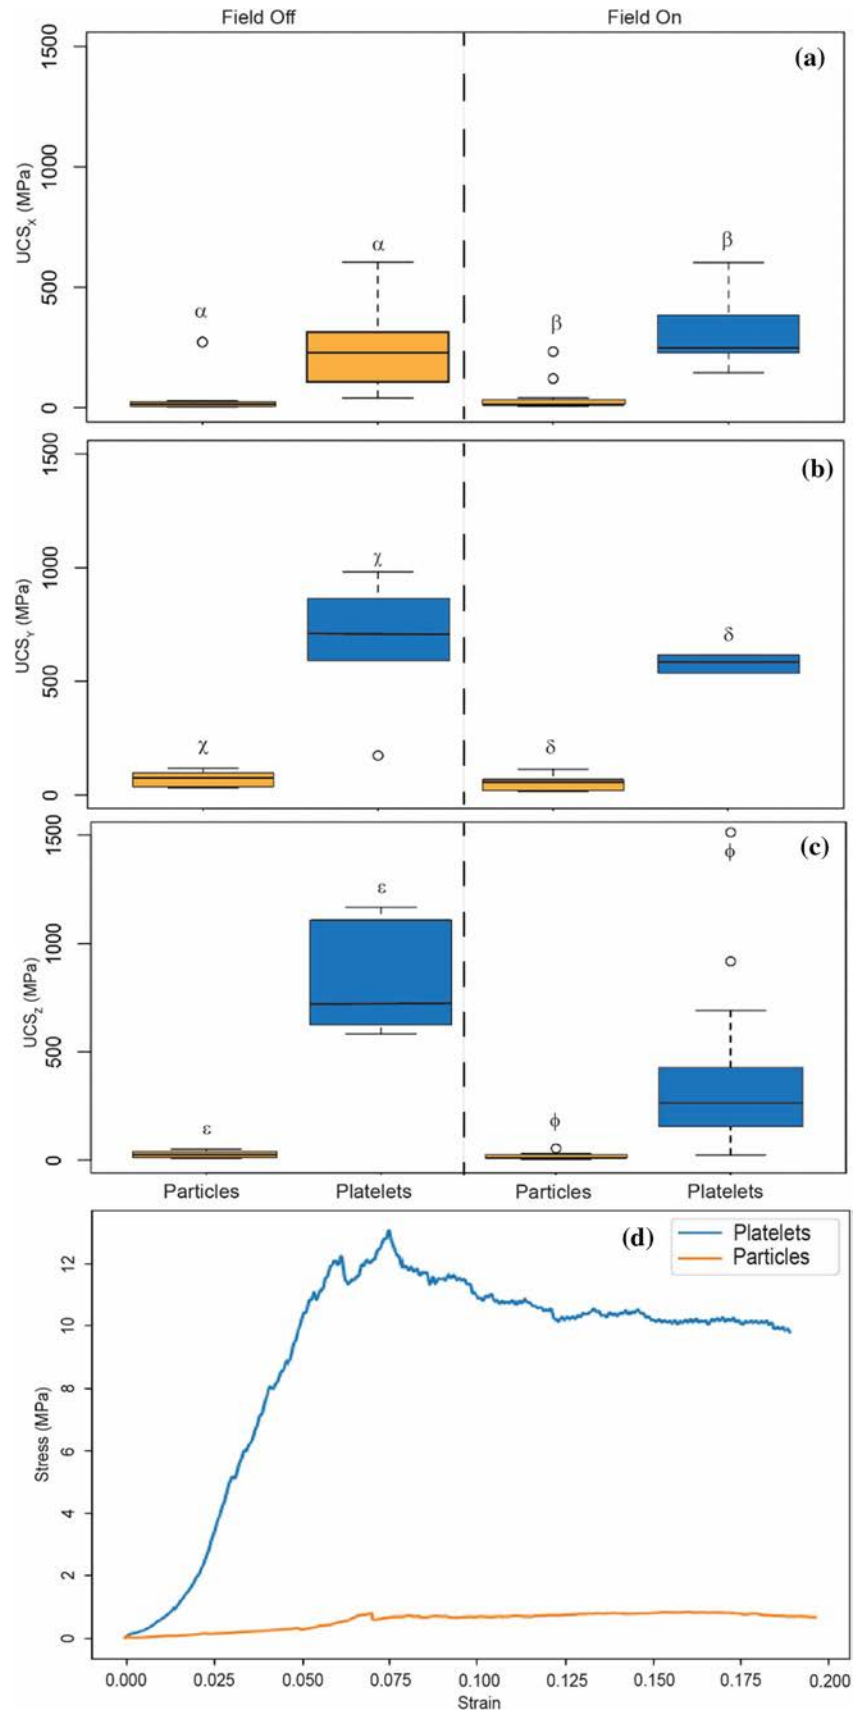 Field Off Field On
(a)
1500
1000
500
0
UCSX (MPa)
α
α
β
β
(b)
1500
1000
500
0
UCSY (MPa)
χ
χ
δ
δ
(c)
1500
1000
500
0
UCSZ (MPa)
ε
ε
ϕ
ϕ
Particles Platelets Particles Platelets
(d)
Platelets
Particles
12
10
8
6
4
2
0
Stress (MPa)
0.000 0.025 0.050 0.075 0.100 0.125 0.150 0.175 0.200
Strain